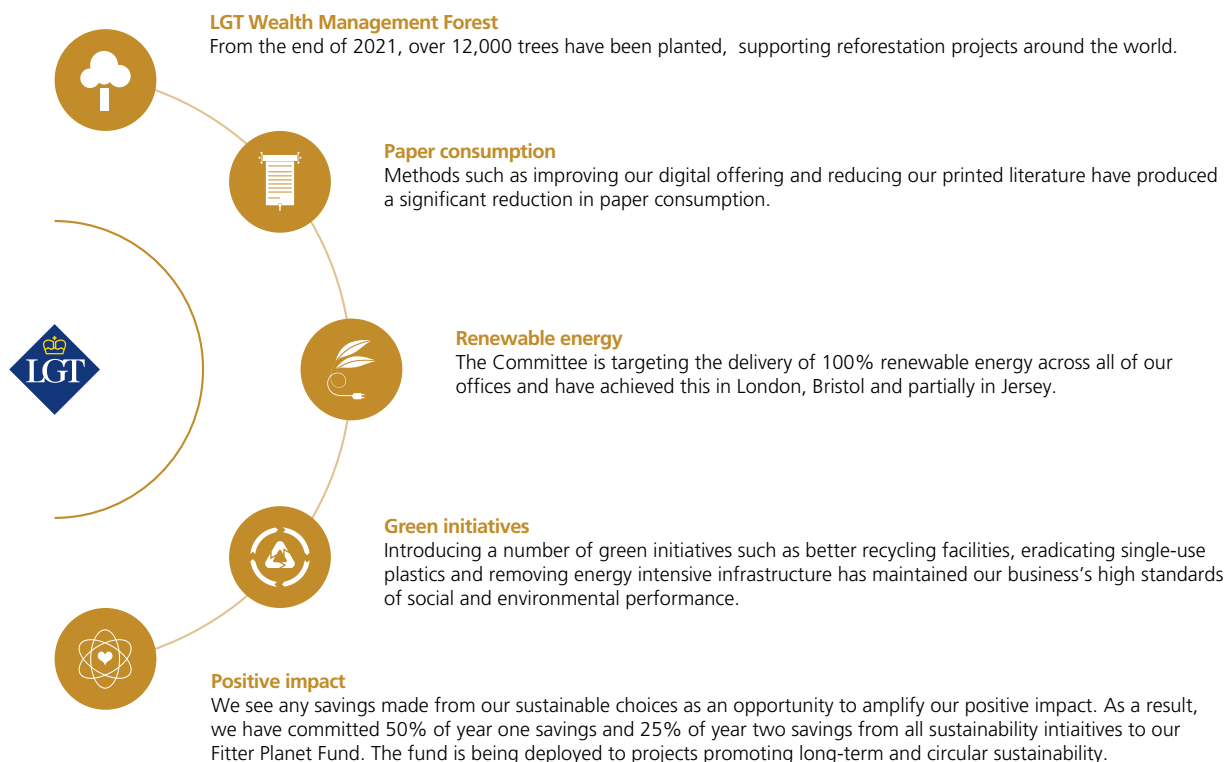 LGT Wealth Management Forest
From the end of 2021, over 12,000 trees have been planted,  supporting reforestation projects around the world.
Paper consumption
Methods such as improving our digital offering and reducing our printed literature have produced
a significant reduction in paper consumption.
LGT
Renewable energy
The Committee is targeting the delivery of 100% renewable energy across all of our
offices and have achieved this in London, Bristol and partially in Jersey.
Green initiatives
Introducing a number of green initiatives such as better recycling facilities, eradicating single-use
plastics and removing energy intensive infrastructure has maintained our business’s high standards
of social and environmental performance.
Positive impact
We see any savings made from our sustainable choices as an opportunity to amplify our positive impact. As a result,
we have committed 50% of year one savings and 25% of year two savings from all sustainability intiaitives to our
Fitter Planet Fund. The fund is being deployed to projects promoting long-term and circular sustainability.